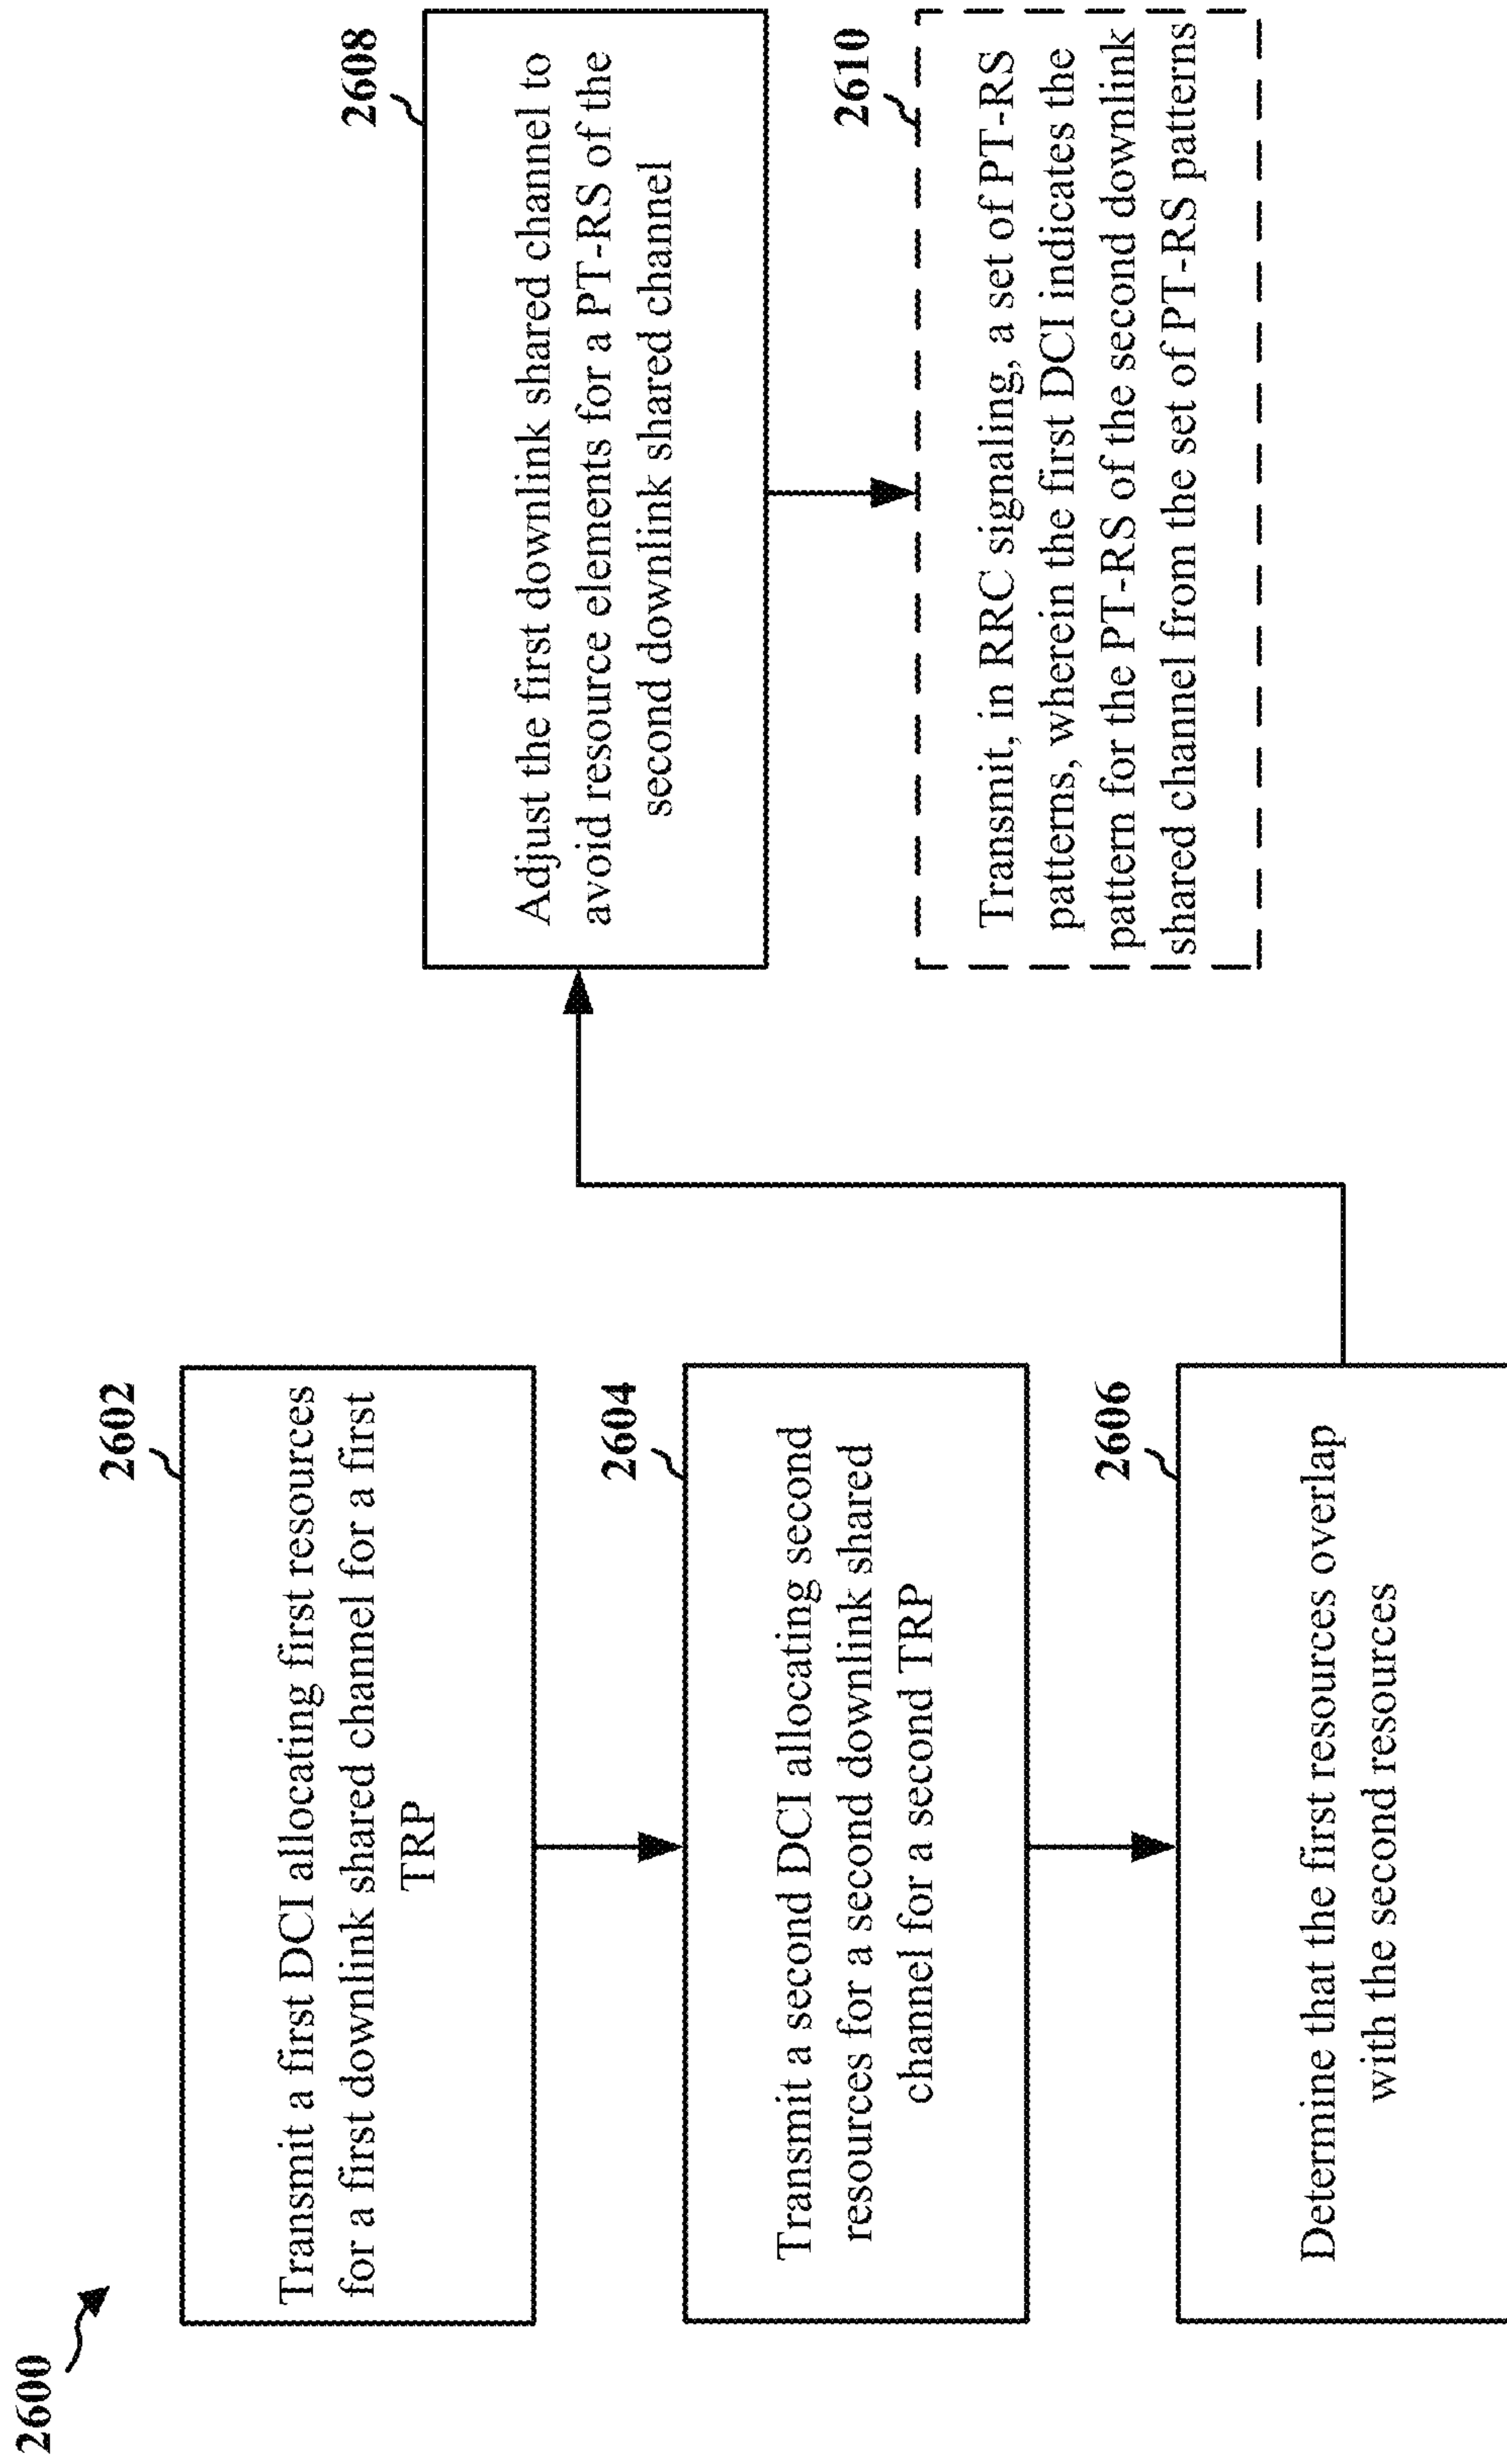 2600
2602
Transmit a first DCI allocating first resources
for a first downlink shared channel for a first
TRP
2604
Transmit a second DCI allocating second
resources for a second downlink shared
channel for a second TRP
2606
Determine that the first resources overlap
with the second resources
2608
Adjust the first downlink shared channel to
avoid resource elements for a PT-RS of the
second downlink shared channel
2610
Transmit, in RRC signaling, a set of PT-RS
patterns, wherein the first DCI indicates the
pattern for the PT-RS of the second downlink
shared channel from the set of PT-RS patterns